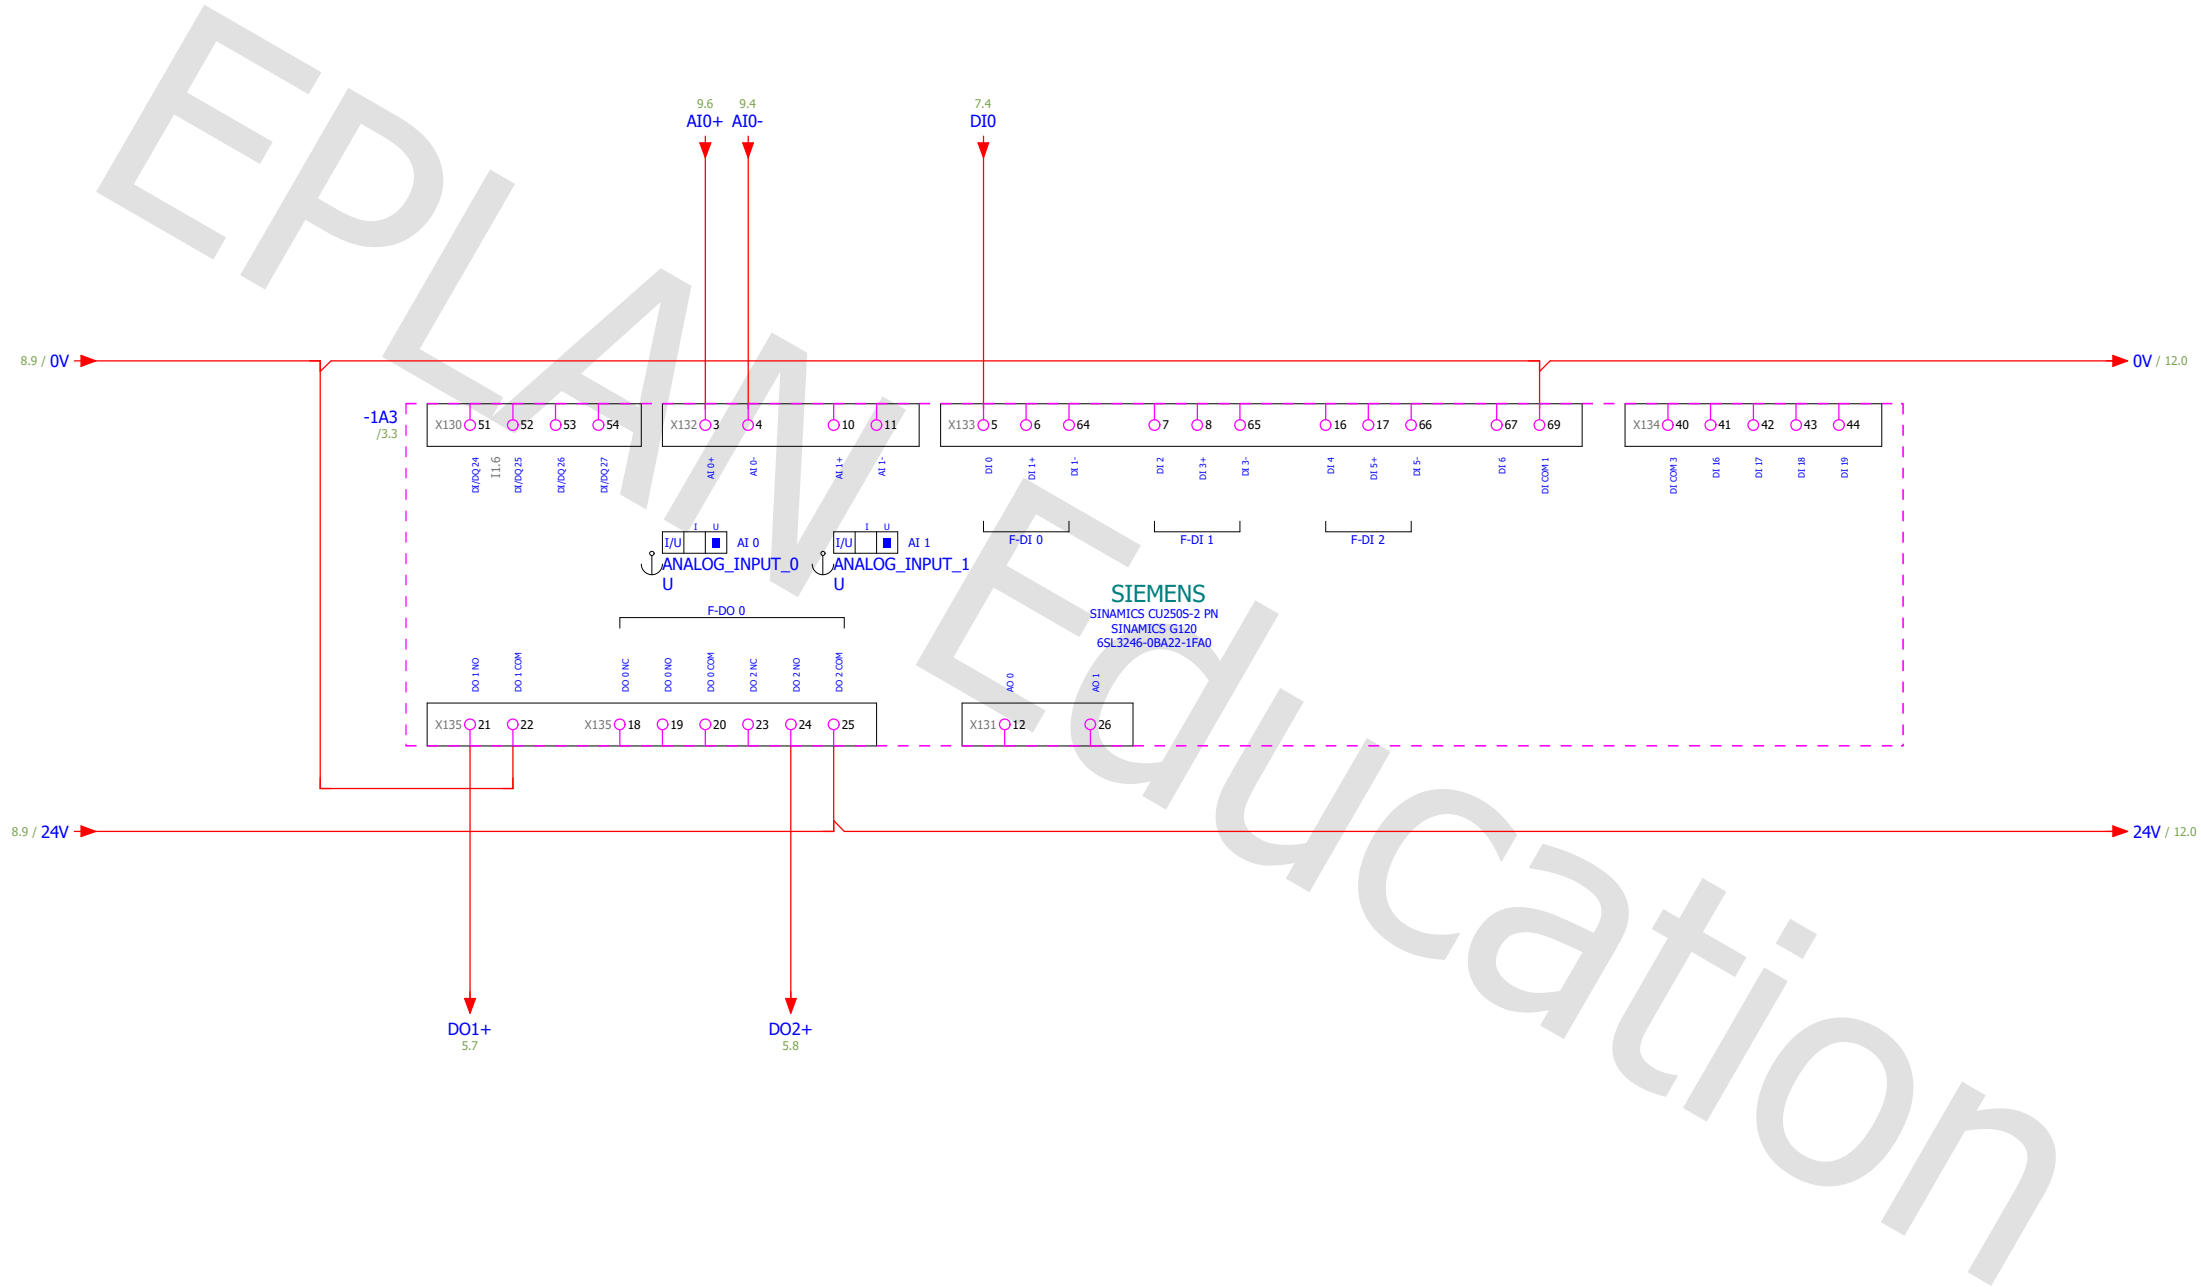 EPLAN Education
9.6 9.4 7.4
AI0+ AI0- DI0
8.9 / 0V 0V / 12.0
-1A3
/3.3
X130 51 52 53 54 X132 3 4 10 11 X133 5 6 64 7 8 65 16 17 66 67 69 X134 40 41 42 43 44
DI/DQ 24 I1.6 DI/DQ 25 DI/DQ 26 DI/DQ 27 AI 0+ AI 0- AI 1+ AI 1- DI 0 DI 1+ DI 1- DI 2 DI 3+ DI 3- DI 4 DI 5+ DI 5- DI 6 DI COM 1 DI COM 3 DI 16 DI 17 DI 18 DI 19
I U I U
I/U AI 0 I/U AI 1 F-DI 0 F-DI 1 F-DI 2
ANALOG_INPUT_0 ANALOG_INPUT_1
U U
SIEMENS
SINAMICS CU250S-2 PN
SINAMICS G120
6SL3246-0BA22-1FA0
F-DO 0
DO 1 NO DO 1 COM DO 0 NC DO 0 NO DO 0 COM DO 2 NC DO 2 NO DO 2 COM AO 0 AO 1
X135 21 22 X135 18 19 20 23 24 25 X131 12 26
8.9 / 24V 24V / 12.0
DO1+ DO2+
5.7 5.8